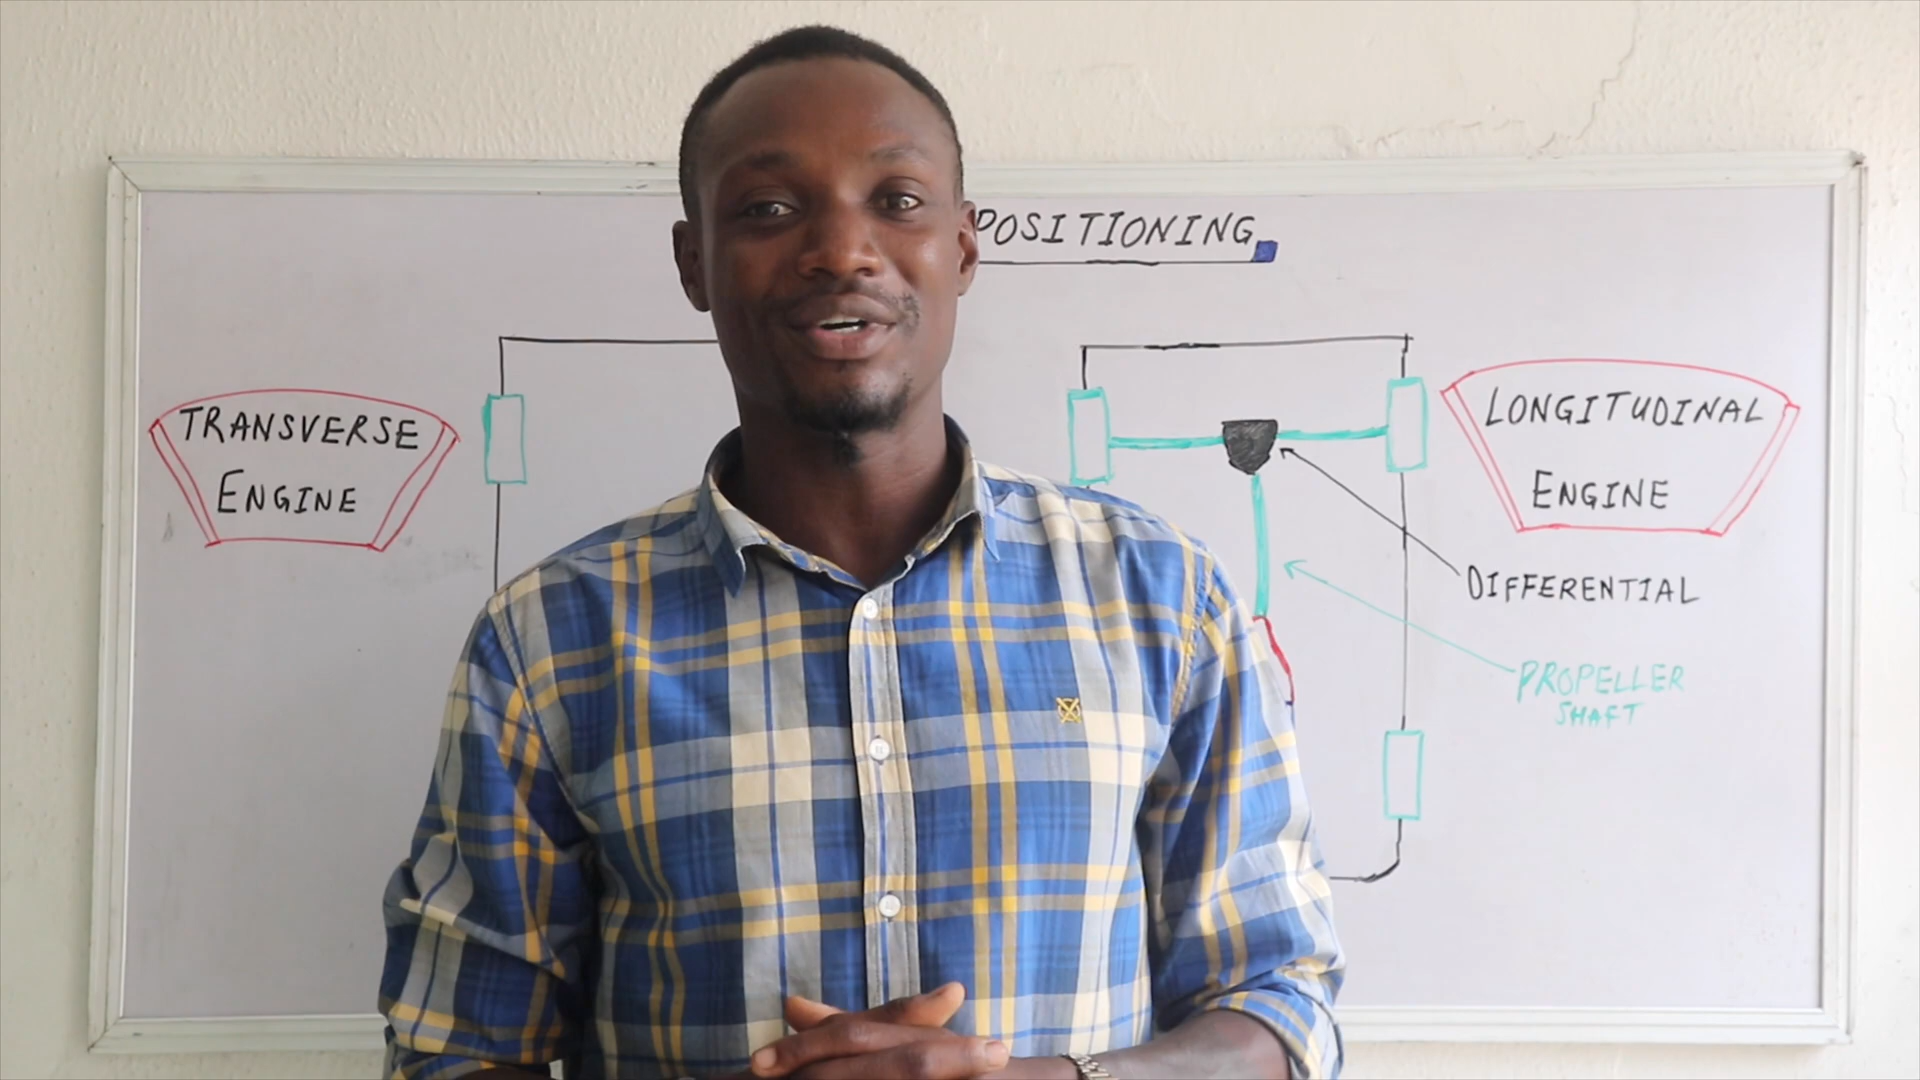 POSITIONING
TRANSVERSE
ENGINE
LONGITUDINAL
ENGINE
DIFFERENTIAL
PROPELLER
SHAFT